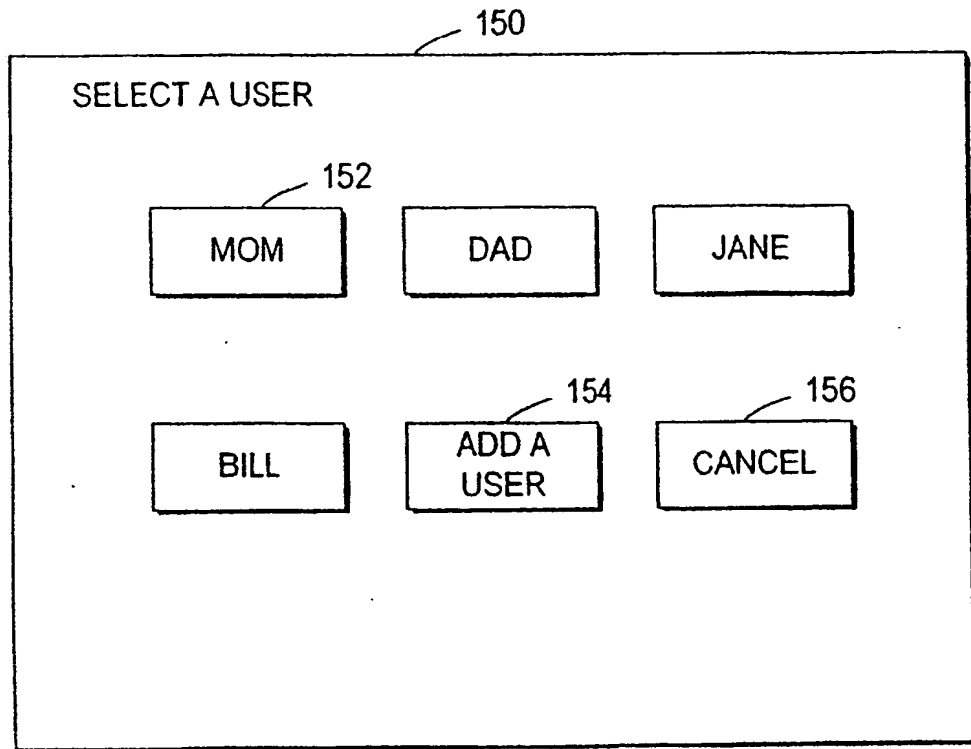 150
SELECT A USER
152
MOM
DAD
JANE
154
156
BILL
ADD A
USER
CANCEL